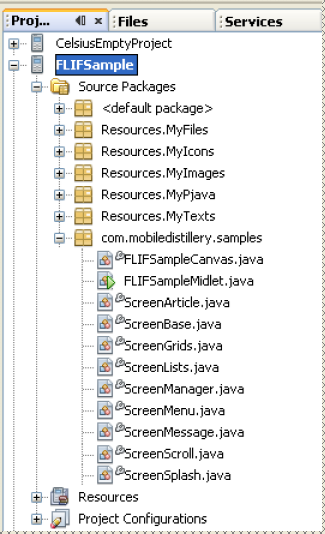 Proj... Files Services
CelsiusEmptyProject
FLIFSample
Source Packages
<default package>
Resources.MyFiles
Resources.MyIcons
Resources.MyImages
Resources.MyPjava
Resources.MyTexts
com.mobiledistillery.samples
FLIFSampleCanvas.java
FLIFSampleMidlet.java
ScreenArticle.java
ScreenBase.java
ScreenGrids.java
ScreenLists.java
ScreenManager.java
ScreenMenu.java
ScreenMessage.java
ScreenScroll.java
ScreenSplash.java
Resources
Project Configurations